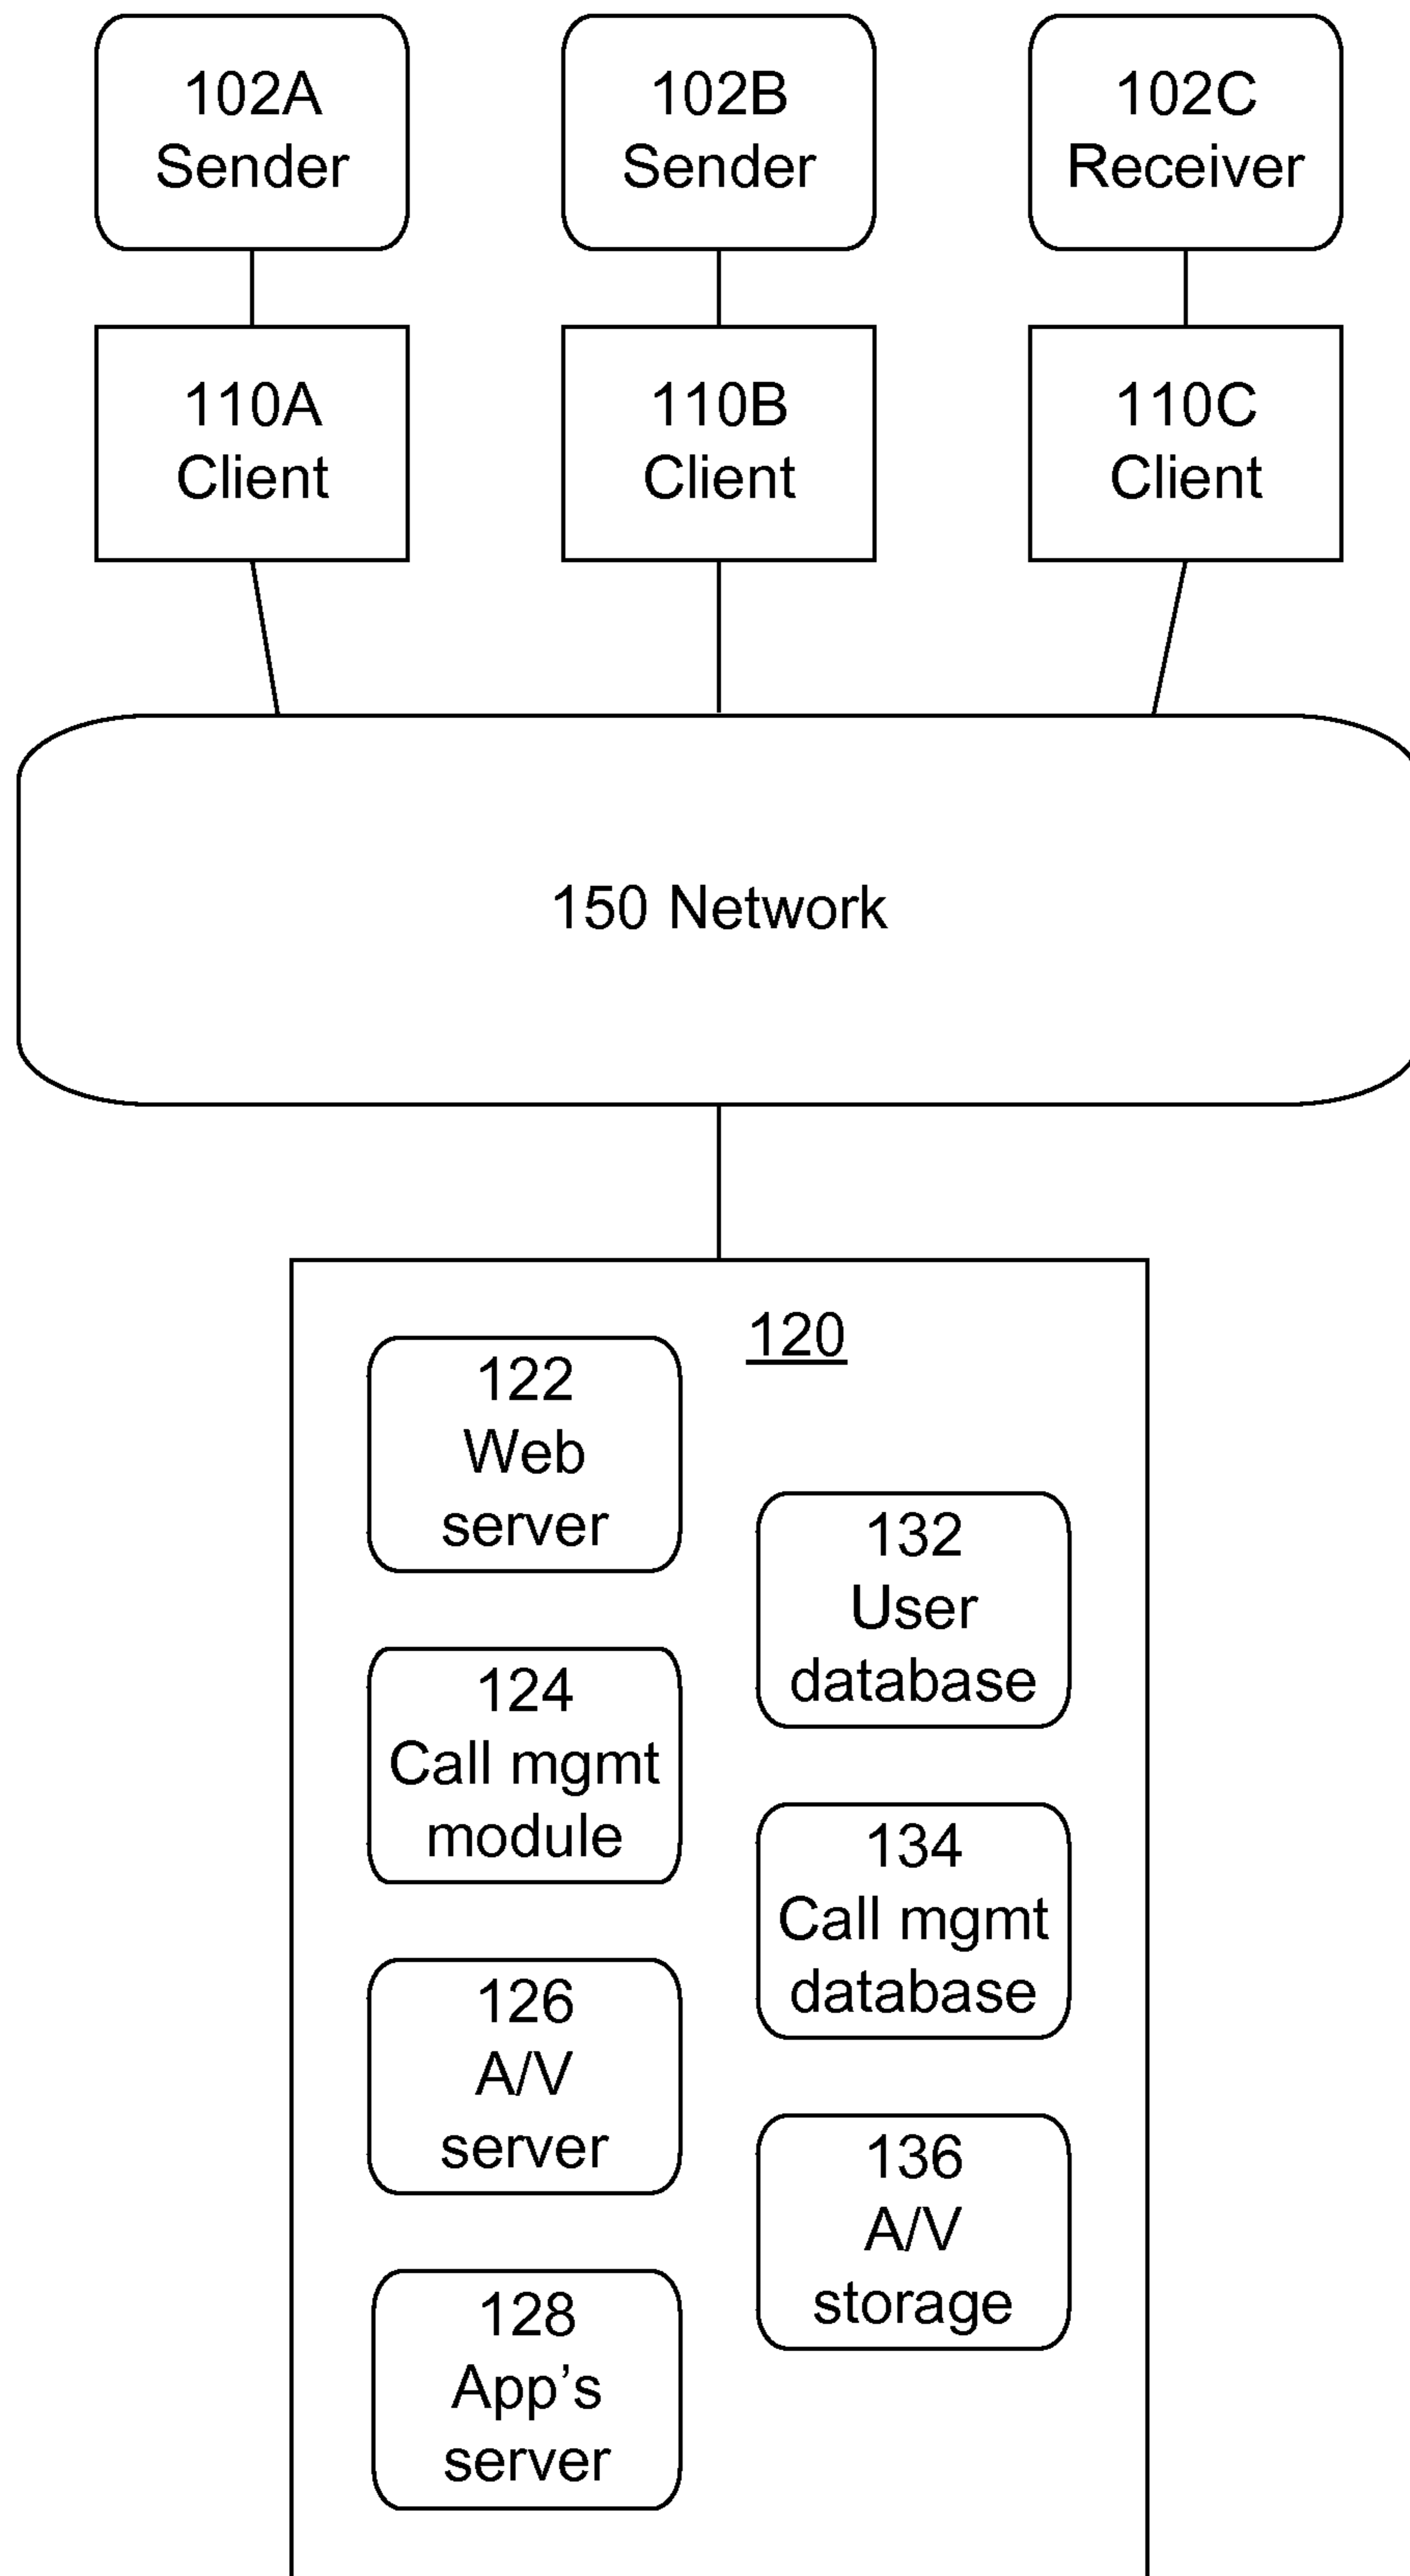 102A
Sender
102B
Sender
102C
Receiver
110A
Client
110B
Client
110C
Client
150 Network
120
122
Web
server
124
Call mgmt
module
126
A/V
server
128
App’s
server
132
User
database
134
Call mgmt
database
136
A/V
storage